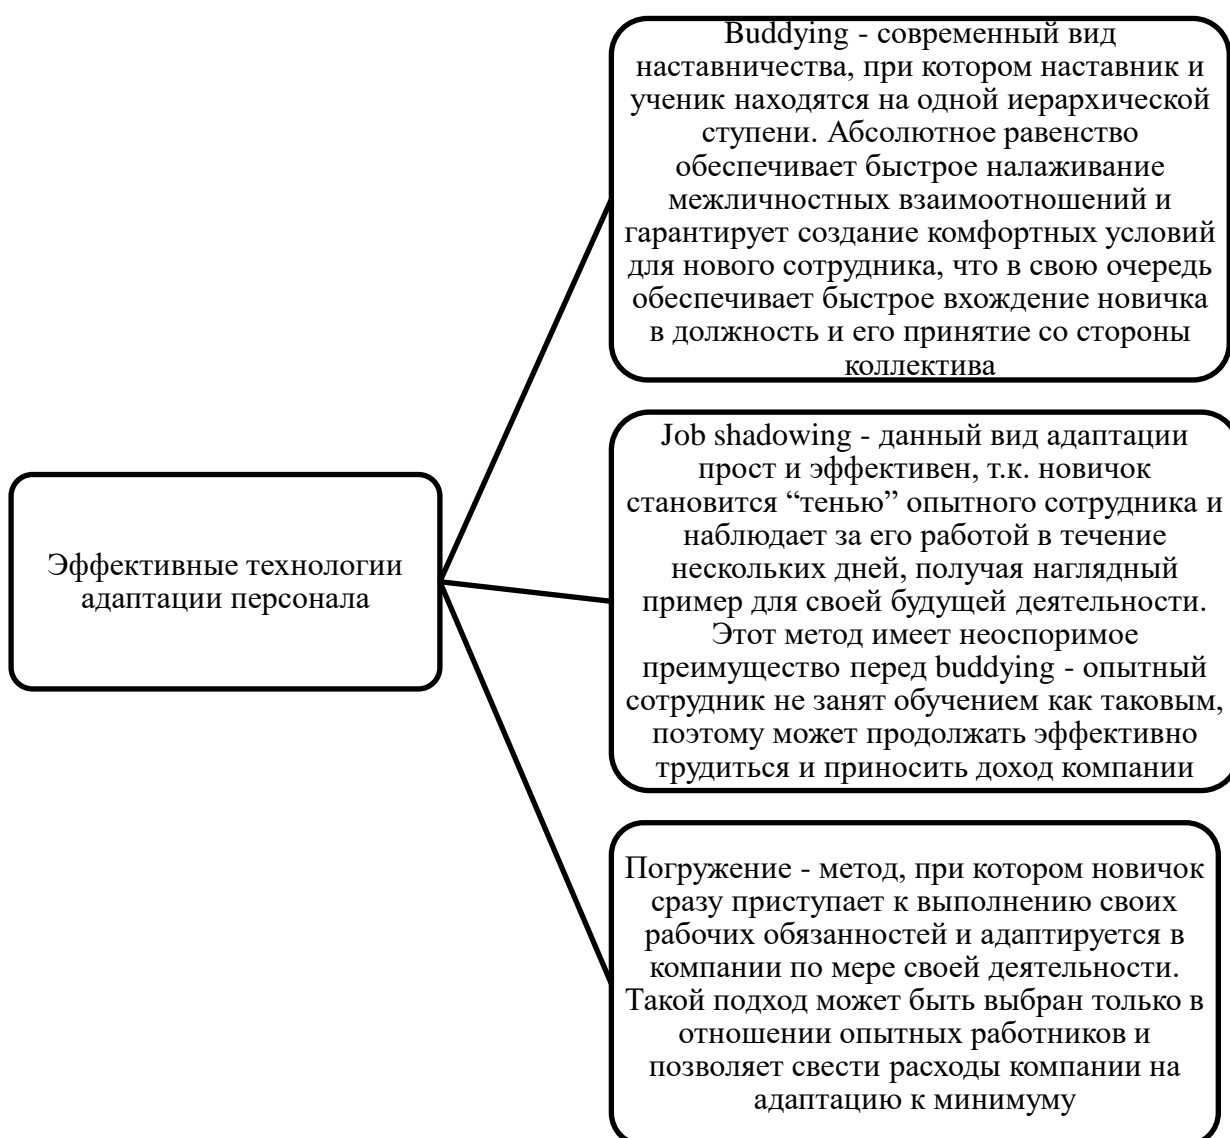 Эффективные технологии
адаптации персонала
Buddying - современный вид
наставничества, при котором наставник и
ученик находятся на одной иерархической
ступени. Абсолютное равенство
обеспечивает быстрое налаживание
межличностных взаимоотношений и
гарантирует создание комфортных условий
для нового сотрудника, что в свою очередь
обеспечивает быстрое вхождение новичка
в должность и его принятие со стороны
коллектива
Job shadowing - данный вид адаптации
прост и эффективен, т.к. новичок
становится “тенью” опытного сотрудника и
наблюдает за его работой в течение
нескольких дней, получая наглядный
пример для своей будущей деятельности.
Этот метод имеет неоспоримое
преимущество перед buddying - опытный
сотрудник не занят обучением как таковым,
поэтому может продолжать эффективно
трудиться и приносить доход компании
Погружение - метод, при котором новичок
сразу приступает к выполнению своих
рабочих обязанностей и адаптируется в
компании по мере своей деятельности.
Такой подход может быть выбран только в
отношении опытных работников и
позволяет свести расходы компании на
адаптацию к минимуму